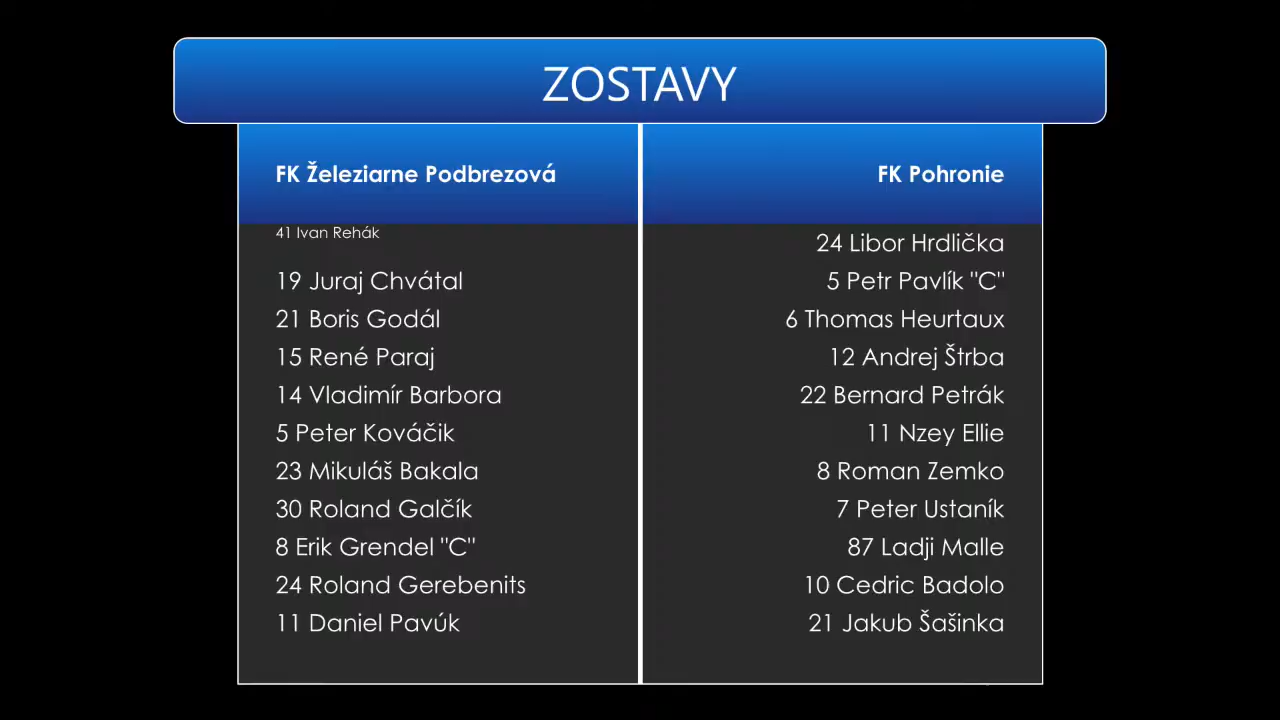 ZOSTAVY
FK Železiarne Podbrezová
41 Ivan Rehák
19 Juraj Chvátal
21 Boris Godál
15 René Paraj
14 Vladimír Barbora
5 Peter Kováčik
23 Mikuláš Bakala
30 Roland Galčík
8 Erik Grendel "C"
24 Roland Gerebenits
11 Daniel Pavúk
FK Pohronie
24 Libor Hrdlička
5 Petr Pavlík "C"
6 Thomas Heurtaux
12 Andrej Štrba
22 Bernard Petrák
11 Nzey Ellie
8 Roman Zemko
7 Peter Ustaník
87 Ladji Malle
10 Cedric Badolo
21 Jakub Šašinka